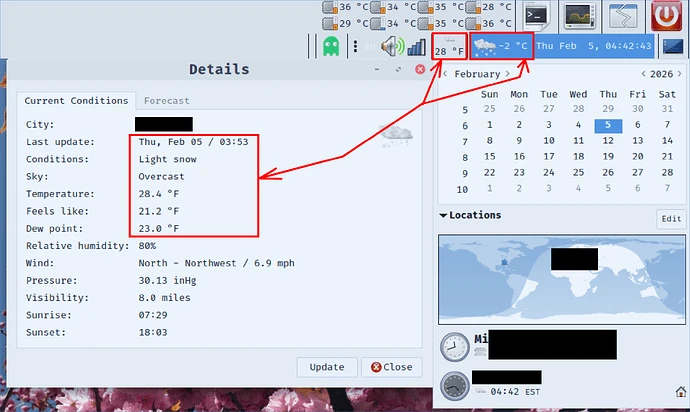 36 °C 34 °C 35 °C 28 °C
29 °C 34 °C 35 °C 36 °C
28 °F -2 °C Thu Feb 5, 04:42:43
Details
Current Conditions Forecast
City:
Last update: Thu, Feb 05 / 03:53
Conditions: Light snow
Sky: Overcast
Temperature: 28.4 °F
Feels like: 21.2 °F
Dew point: 23.0 °F
Relative humidity: 80%
Wind: North - Northwest / 6.9 mph
Pressure: 30.13 inHg
Visibility: 8.0 miles
Sunrise: 07:29
Sunset: 18:03
Update Close
February 2026
Sun Mon Tue Wed Thu Fri Sat
5 25 26 27 28 29 30 31
6 1 2 3 4 5 6 7
7 8 9 10 11 12 13 14
8 15 16 17 18 19 20 21
9 22 23 24 25 26 27 28
10 1 2 3 4 5 6 7
Locations Edit
Mi
04:42 EST